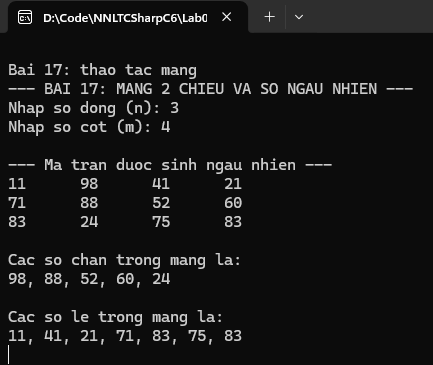 D:\Code\NNLTCSharpC6\Lab0
Bai 17: thao tac mang
--- BAI 17: MANG 2 CHIEU VA SO NGAU NHIEN ---
Nhap so dong (n): 3
Nhap so cot (m): 4
--- Ma tran duoc sinh ngau nhien ---
11 98 41 21
71 88 52 60
83 24 75 83
Cac so chan trong mang la:
98, 88, 52, 60, 24
Cac so le trong mang la:
11, 41, 21, 71, 83, 75, 83